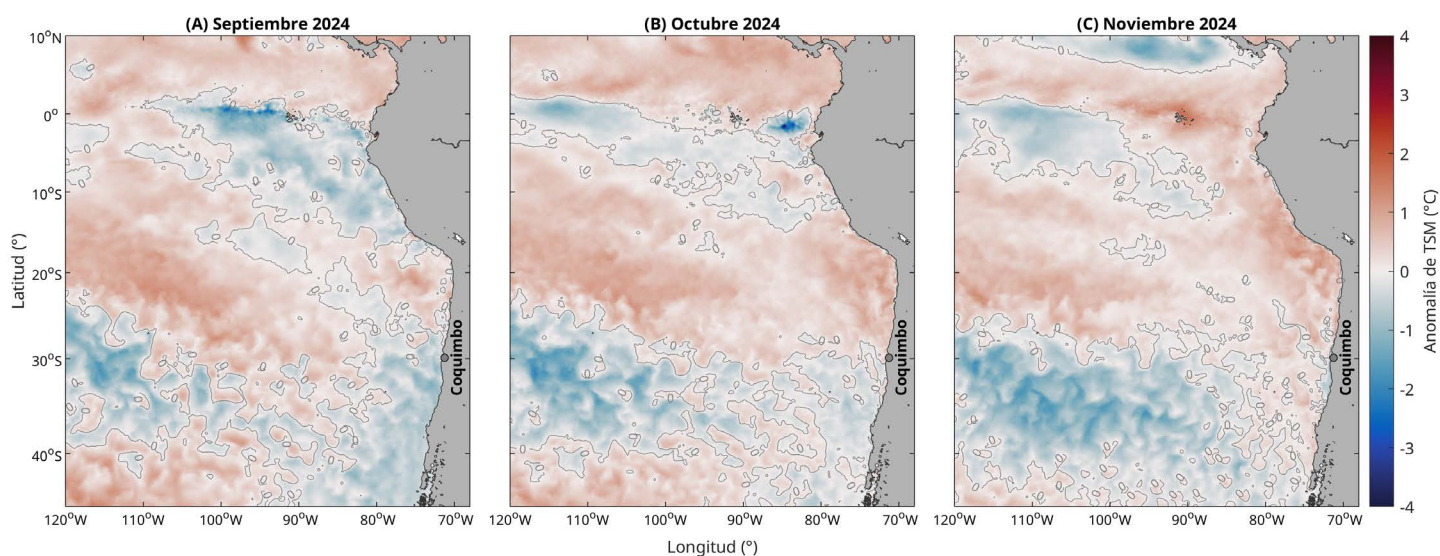 (A) Septiembre 2024
(B) Octubre 2024
(C) Noviembre 2024
10°N
0°
10°S
20°S
30°S
40°S
Latitud (°)
120°W 110°W 100°W 90°W 80°W 70°W
120°W 110°W 100°W 90°W 80°W 70°W
120°W 110°W 100°W 90°W 80°W 70°W
Longitud (°)
Coquimbo
Coquimbo
Coquimbo
4
3
2
1
0
-1
-2
-3
-4
Anomalía de TSM (°C)